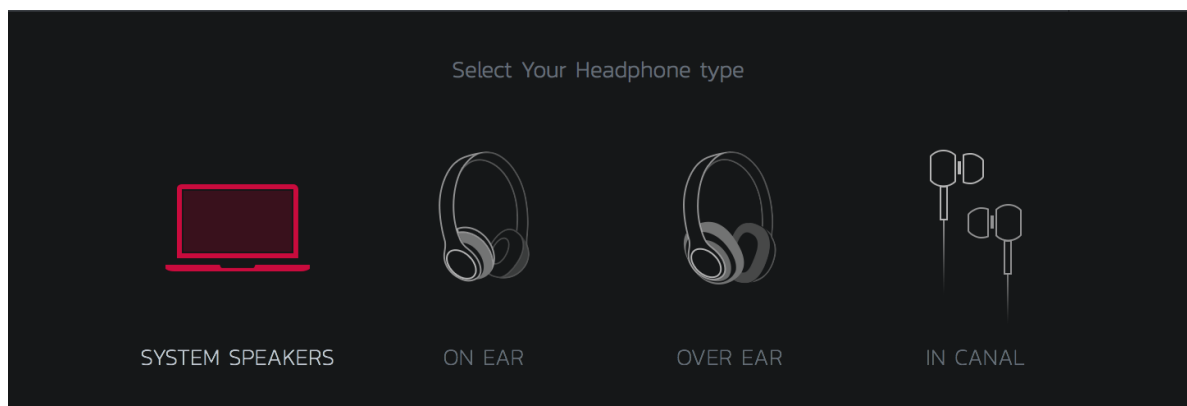 Select Your Headphone type
SYSTEM SPEAKERS
ON EAR
OVER EAR
IN CANAL